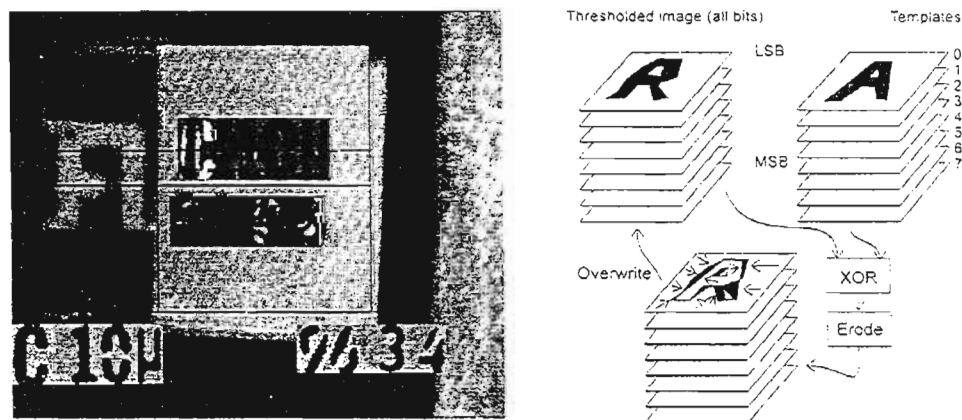 C 10µ
% 34
Thresholded image (all bits)
Templates
LSB
MSB
0
1
2
3
4
5
6
7
R
A
Overwrite
XOR
Erode